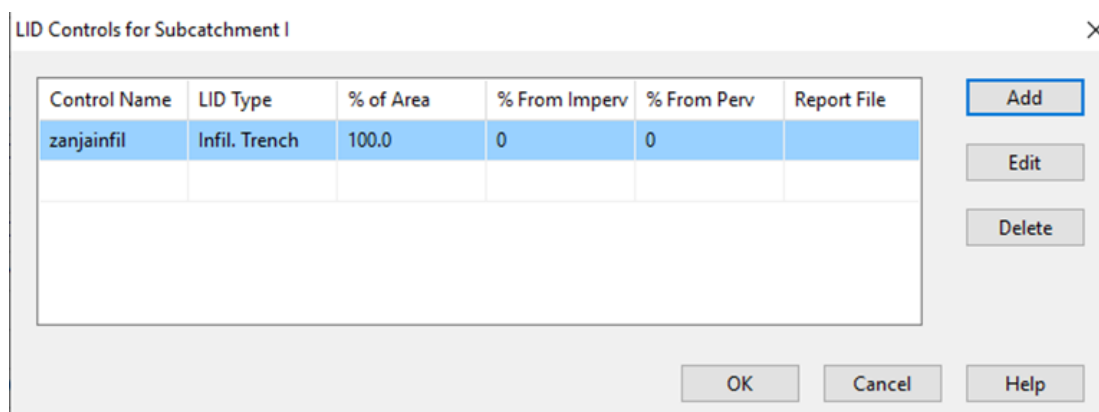 LID Controls for Subcatchment I
Control Name LID Type % of Area % From Imperv % From Perv Report File
zanjainfil Infil. Trench 100.0 0 0
Add
Edit
Delete
OK Cancel Help